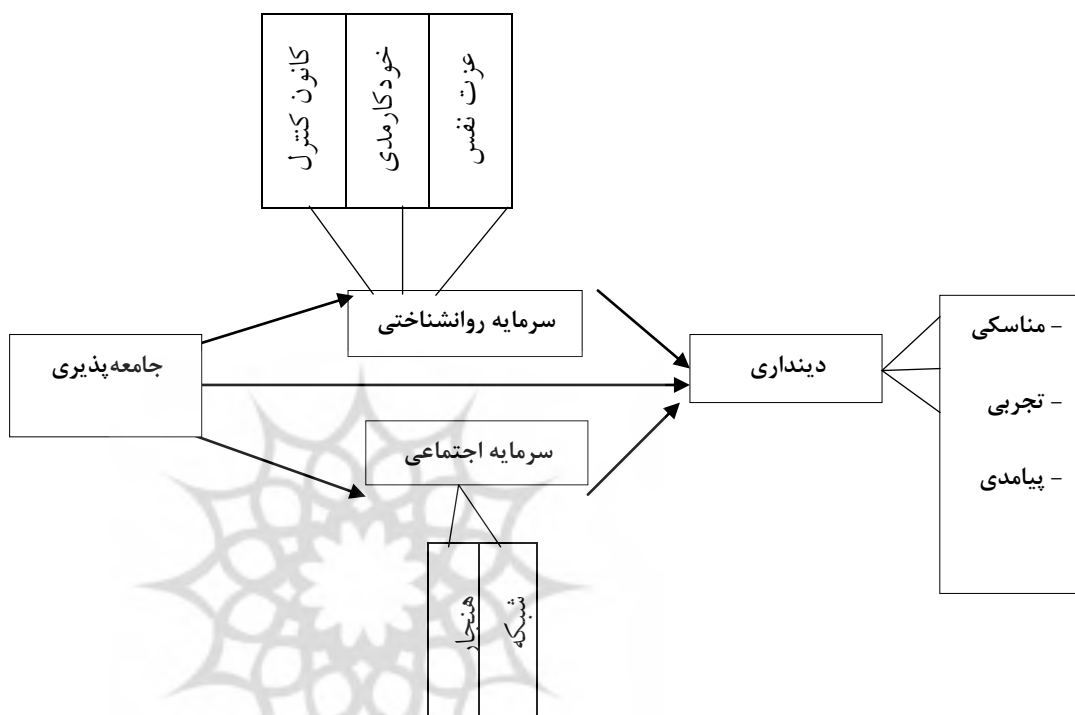 عزت نفس
خودکارمدی
کانون کنترل
سرمایه روانشناختی
جامعه‌پذیری
دینداری
سرمایه اجتماعی
- مناسکی
- تجربی
- پیامدی
شبکه
هنجار